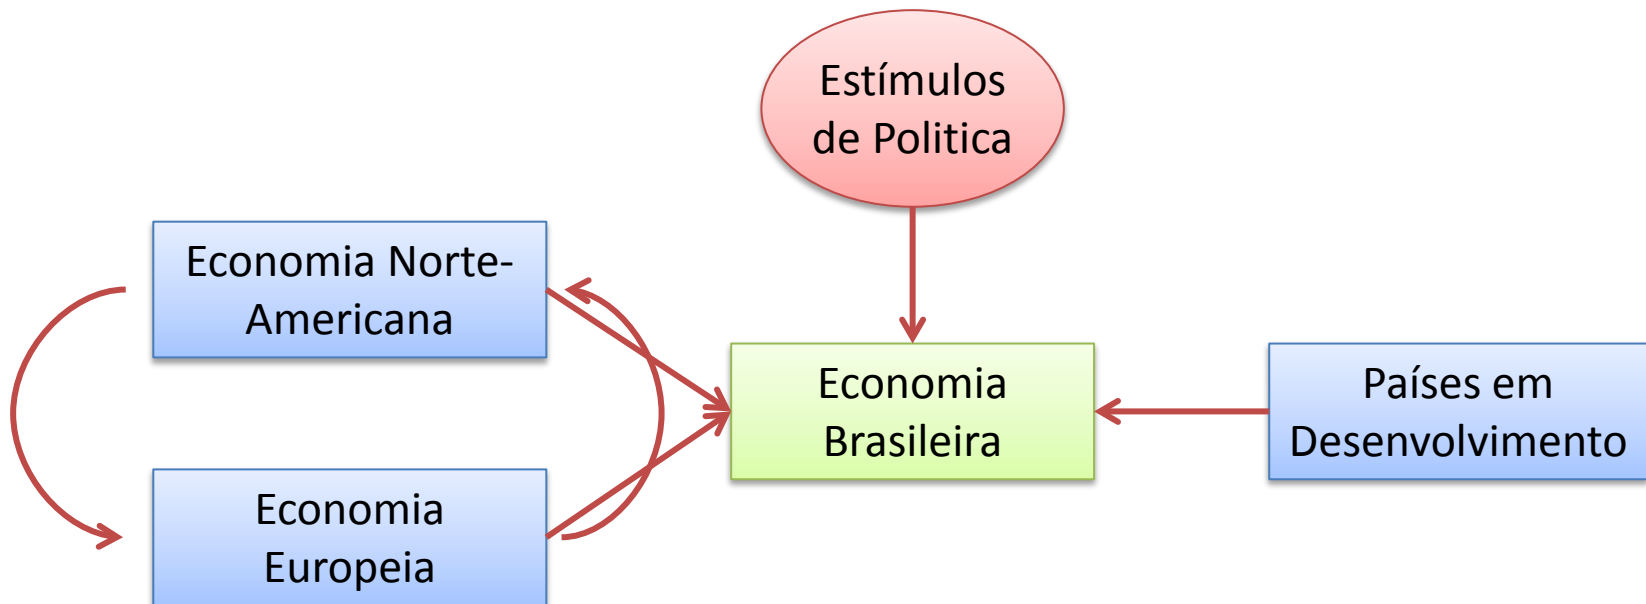 Estímulos
de Politica
Economia Norte-
Americana
Economia
Brasileira
Países em
Desenvolvimento
Economia
Europeia